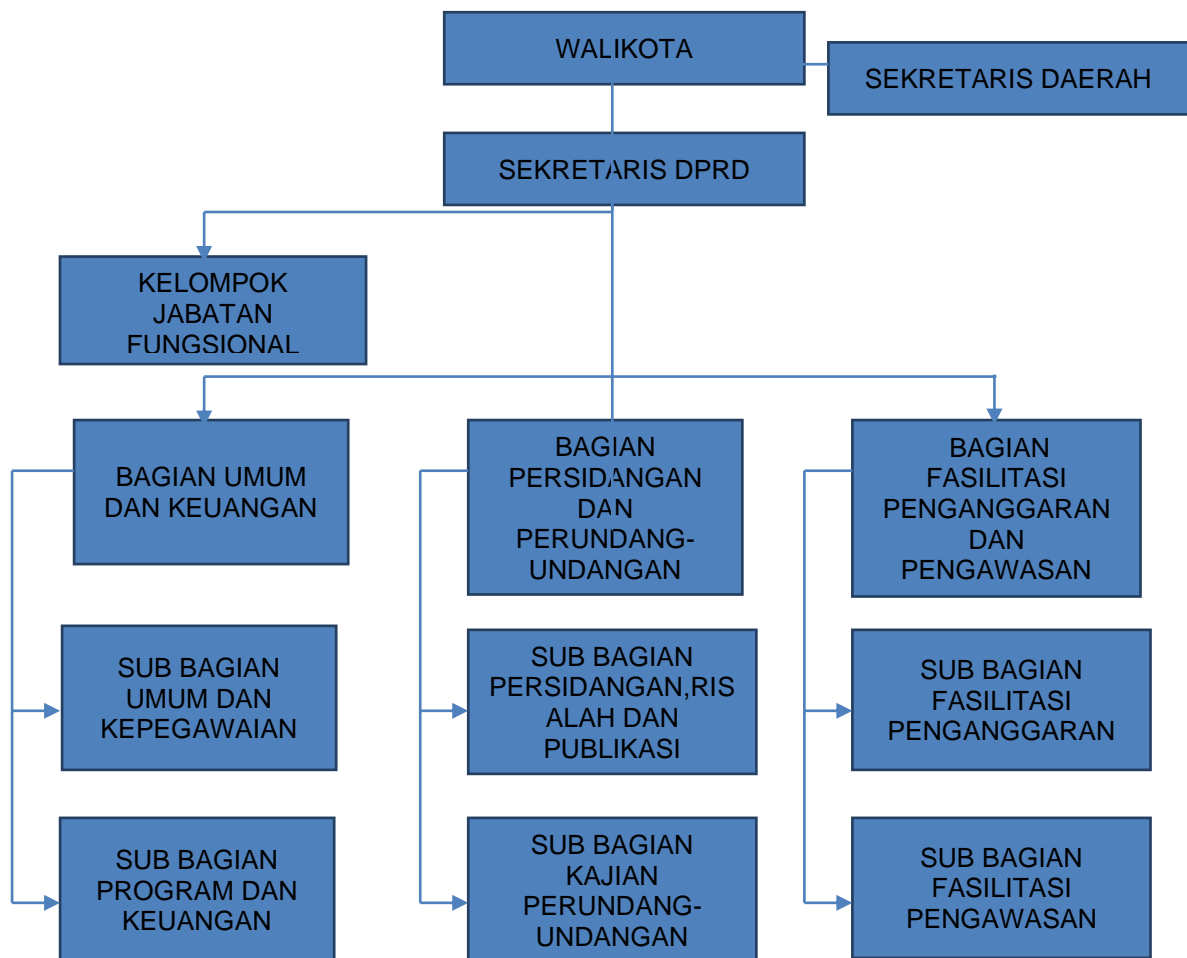 WALIKOTA
SEKRETARIS DAERAH
SEKRETARIS DPRD
KELOMPOK
JABATAN
FUNGSIONAL
BAGIAN UMUM
DAN KEUANGAN
BAGIAN
PERSIDANGAN
DAN
PERUNDANG-
UNDANGAN
BAGIAN
FASILITASI
PENGANGGARAN
DAN
PENGAWASAN
SUB BAGIAN
UMUM DAN
KEPEGAWAIAN
SUB BAGIAN
PERSIDANGAN,RIS
ALAH DAN
PUBLIKASI
SUB BAGIAN
FASILITASI
PENGANGGARAN
SUB BAGIAN
PROGRAM DAN
KEUANGAN
SUB BAGIAN
KAJIAN
PERUNDANG-
UNDANGAN
SUB BAGIAN
FASILITASI
PENGAWASAN